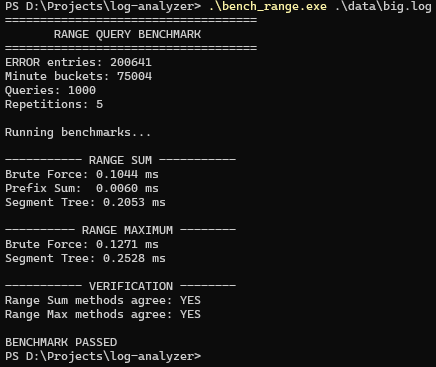 PS D:\Projects\log-analyzer> .\bench_range.exe .\data\big.log
====================================
RANGE QUERY BENCHMARK
====================================
ERROR entries: 200641
Minute buckets: 75004
Queries: 1000
Repetitions: 5
Running benchmarks...
----------- RANGE SUM -----------
Brute Force: 0.1044 ms
Prefix Sum:  0.0060 ms
Segment Tree: 0.2053 ms
----------- RANGE MAXIMUM --------
Brute Force: 0.1271 ms
Segment Tree: 0.2528 ms
----------- VERIFICATION --------
Range Sum methods agree: YES
Range Max methods agree: YES
BENCHMARK PASSED
PS D:\Projects\log-analyzer>